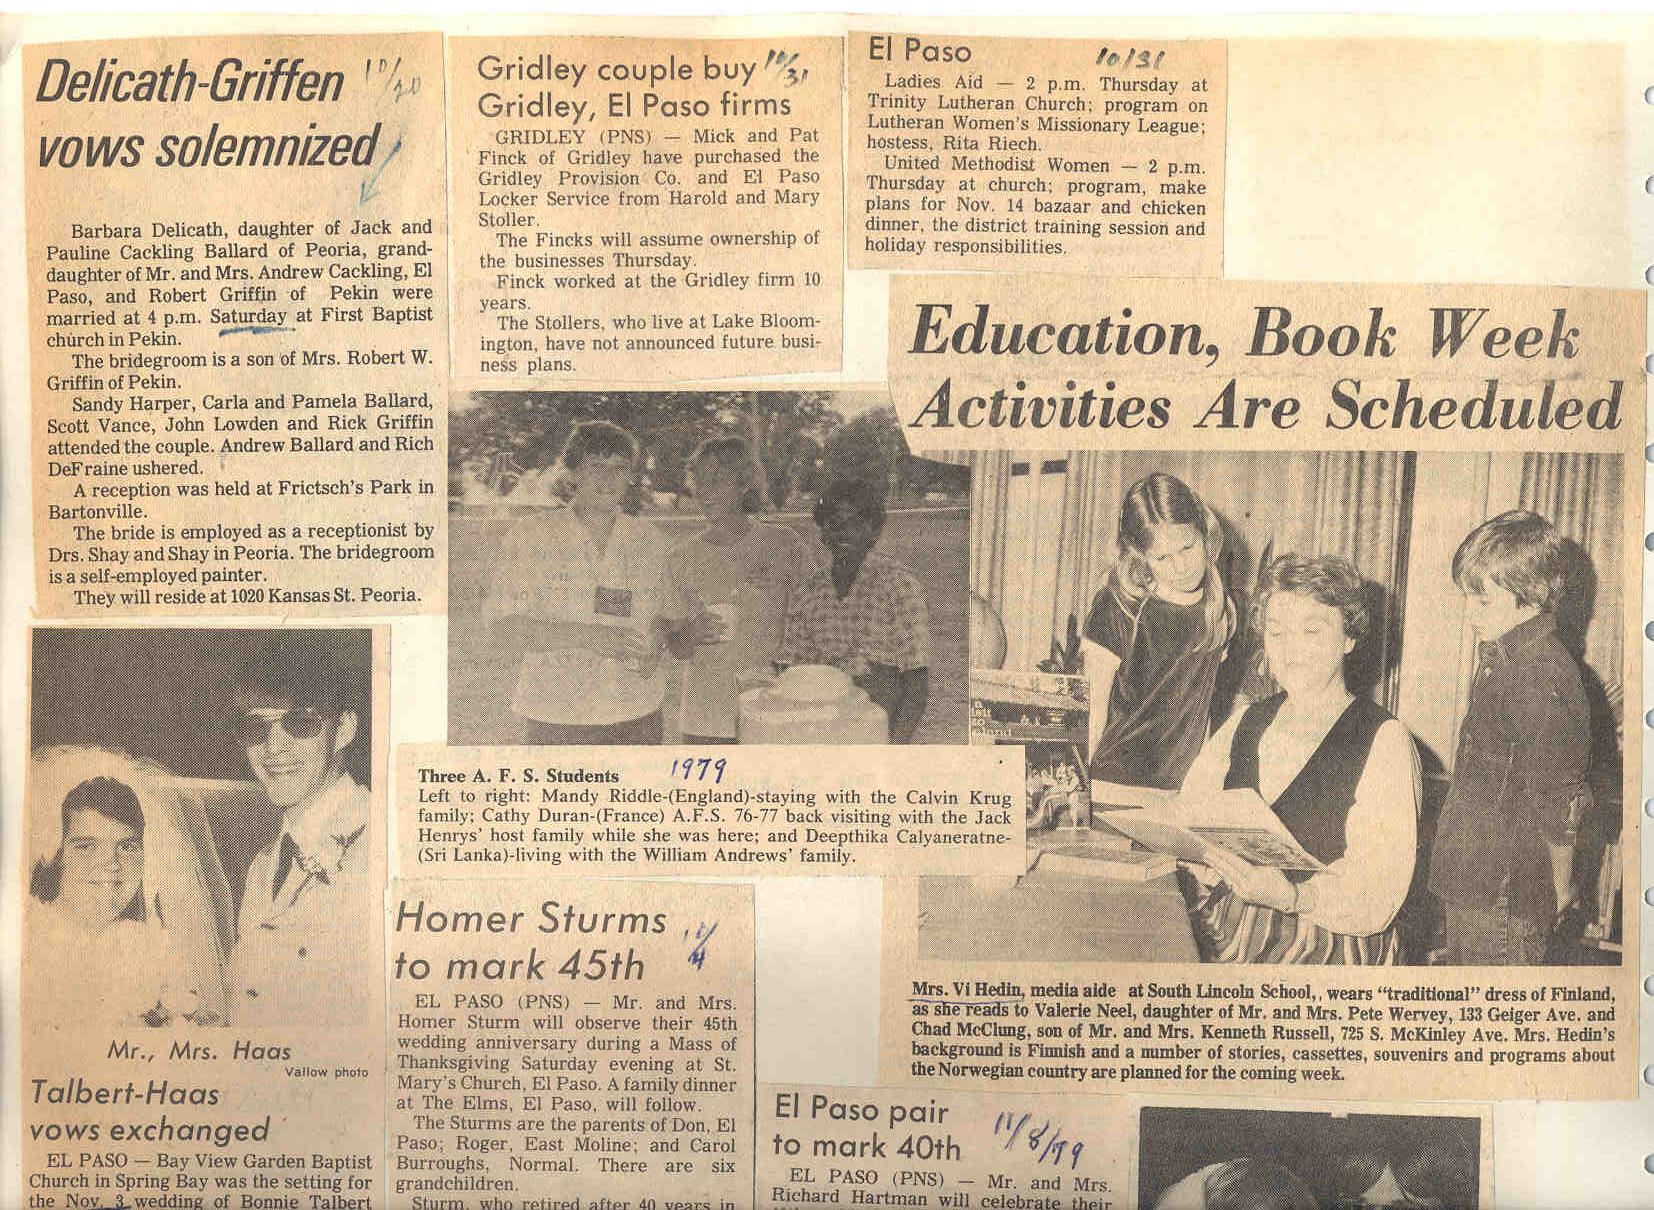 Delicath-Griffen
vows solemnized
10/20
Barbara Delicath, daughter of Jack and
Pauline Cackling Ballard of Peoria, grand-
daughter of Mr. and Mrs. Andrew Cackling, El
Paso, and Robert Griffin of Pekin were
married at 4 p.m. Saturday at First Baptist
church in Pekin.
The bridegroom is a son of Mrs. Robert W.
Griffin of Pekin.
Sandy Harper, Carla and Pamela Ballard,
Scott Vance, John Lowden and Rick Griffin
attended the couple. Andrew Ballard and Rich
DeFraine ushered.
A reception was held at Frictsch's Park in
Bartonville.
The bride is employed as a receptionist by
Drs. Shay and Shay in Peoria. The bridegroom
is a self-employed painter.
They will reside at 1020 Kansas St. Peoria.
Gridley couple buy
Gridley, El Paso firms
10/31
GRIDLEY (PNS) — Mick and Pat
Finck of Gridley have purchased the
Gridley Provision Co. and El Paso
Locker Service from Harold and Mary
Stoller.
The Fincks will assume ownership of
the businesses Thursday.
Finck worked at the Gridley firm 10
years.
The Stollers, who live at Lake Bloom-
ington, have not announced future busi-
ness plans.
El Paso
10/31
Ladies Aid — 2 p.m. Thursday at
Trinity Lutheran Church; program on
Lutheran Women's Missionary League;
hostess, Rita Riech.
United Methodist Women — 2 p.m.
Thursday at church; program, make
plans for Nov. 14 bazaar and chicken
dinner, the district training session and
holiday responsibilities.
Education, Book Week
Activities Are Scheduled
Mrs. Vi Hedin, media aide at South Lincoln School,, wears "traditional" dress of Finland,
as she reads to Valerie Neel, daughter of Mr. and Mrs. Pete Wervey, 133 Geiger Ave. and
Chad McClung, son of Mr. and Mrs. Kenneth Russell, 725 S. McKinley Ave. Mrs. Hedin's
background is Finnish and a number of stories, cassettes, souvenirs and programs about
the Norwegian country are planned for the coming week.
Three A. F. S. Students
1979
Left to right: Mandy Riddle-(England)-staying with the Calvin Krug
family; Cathy Duran-(France) A.F.S. 76-77 back visiting with the Jack
Henrys' host family while she was here; and Deepthika Calyaneratne-
(Sri Lanka)-living with the William Andrews' family.
Mr., Mrs. Haas
Vallow photo
Talbert-Haas
vows exchanged
EL PASO — Bay View Garden Baptist
Church in Spring Bay was the setting for
the Nov. 3 wedding of Bonnie Talbert
Homer Sturms
to mark 45th
11/4
EL PASO (PNS) — Mr. and Mrs.
Homer Sturm will observe their 45th
wedding anniversary during a Mass of
Thanksgiving Saturday evening at St.
Mary's Church, El Paso. A family dinner
at The Elms, El Paso, will follow.
The Sturms are the parents of Don, El
Paso; Roger, East Moline; and Carol
Burroughs, Normal. There are six
grandchildren.
Sturm, who retired after 40 years in
El Paso pair
to mark 40th
11/8/79
EL PASO (PNS) — Mr. and Mrs.
Richard Hartman will celebrate their